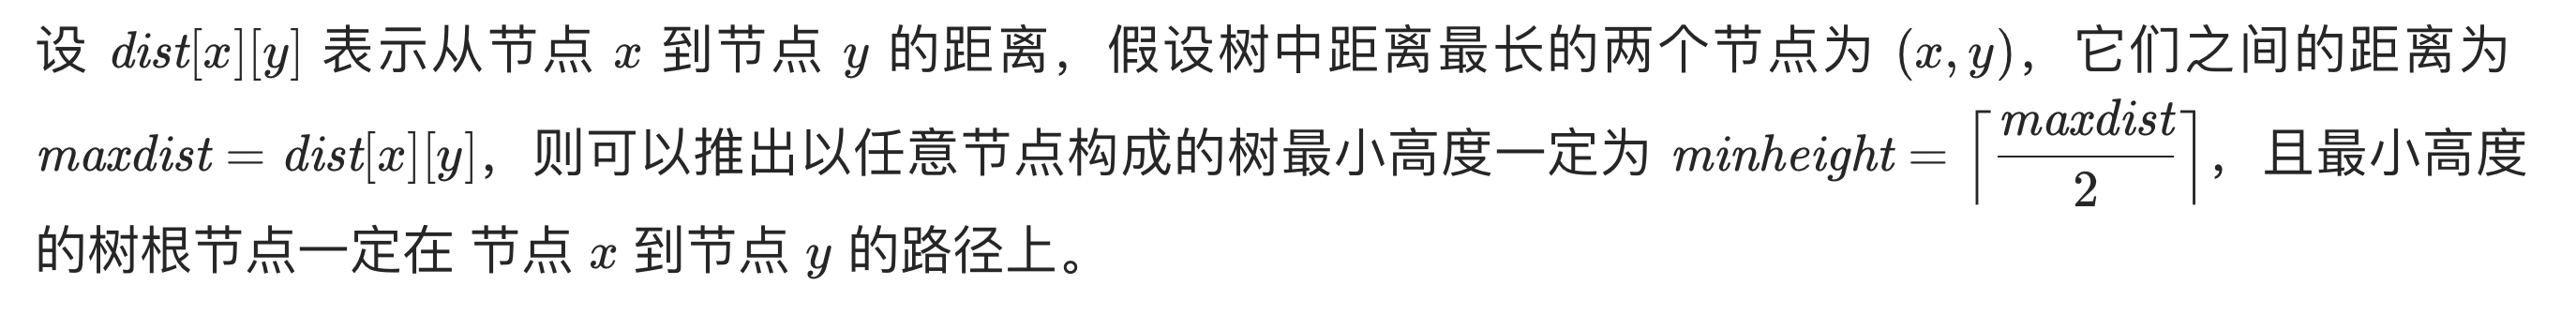 设 dist[x][y] 表示从节点 x 到节点 y 的距离，假设树中距离最长的两个节点为 (x, y)，它们之间的距离为
maxdist = dist[x][y]，则可以推出以任意节点构成的树最小高度一定为 minheight = ⌈maxdist/2⌉，且最小高度
的树根节点一定在 节点 x 到节点 y 的路径上。